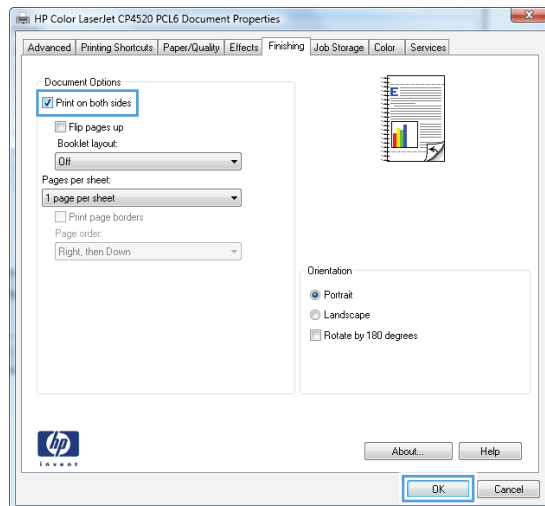 HP Color LaserJet CP4520 PCL6 Document Properties
Advanced Printing Shortcuts Paper/Quality Effects Finishing Job Storage Color Services
Document Options
Print on both sides
Flip pages up
Booklet layout:
Off
Pages per sheet:
1 page per sheet
Print page borders
Page order:
Right, then Down
E
Orientation
Portrait
Landscape
Rotate by 180 degrees
hp
invent
About... Help
OK Cancel